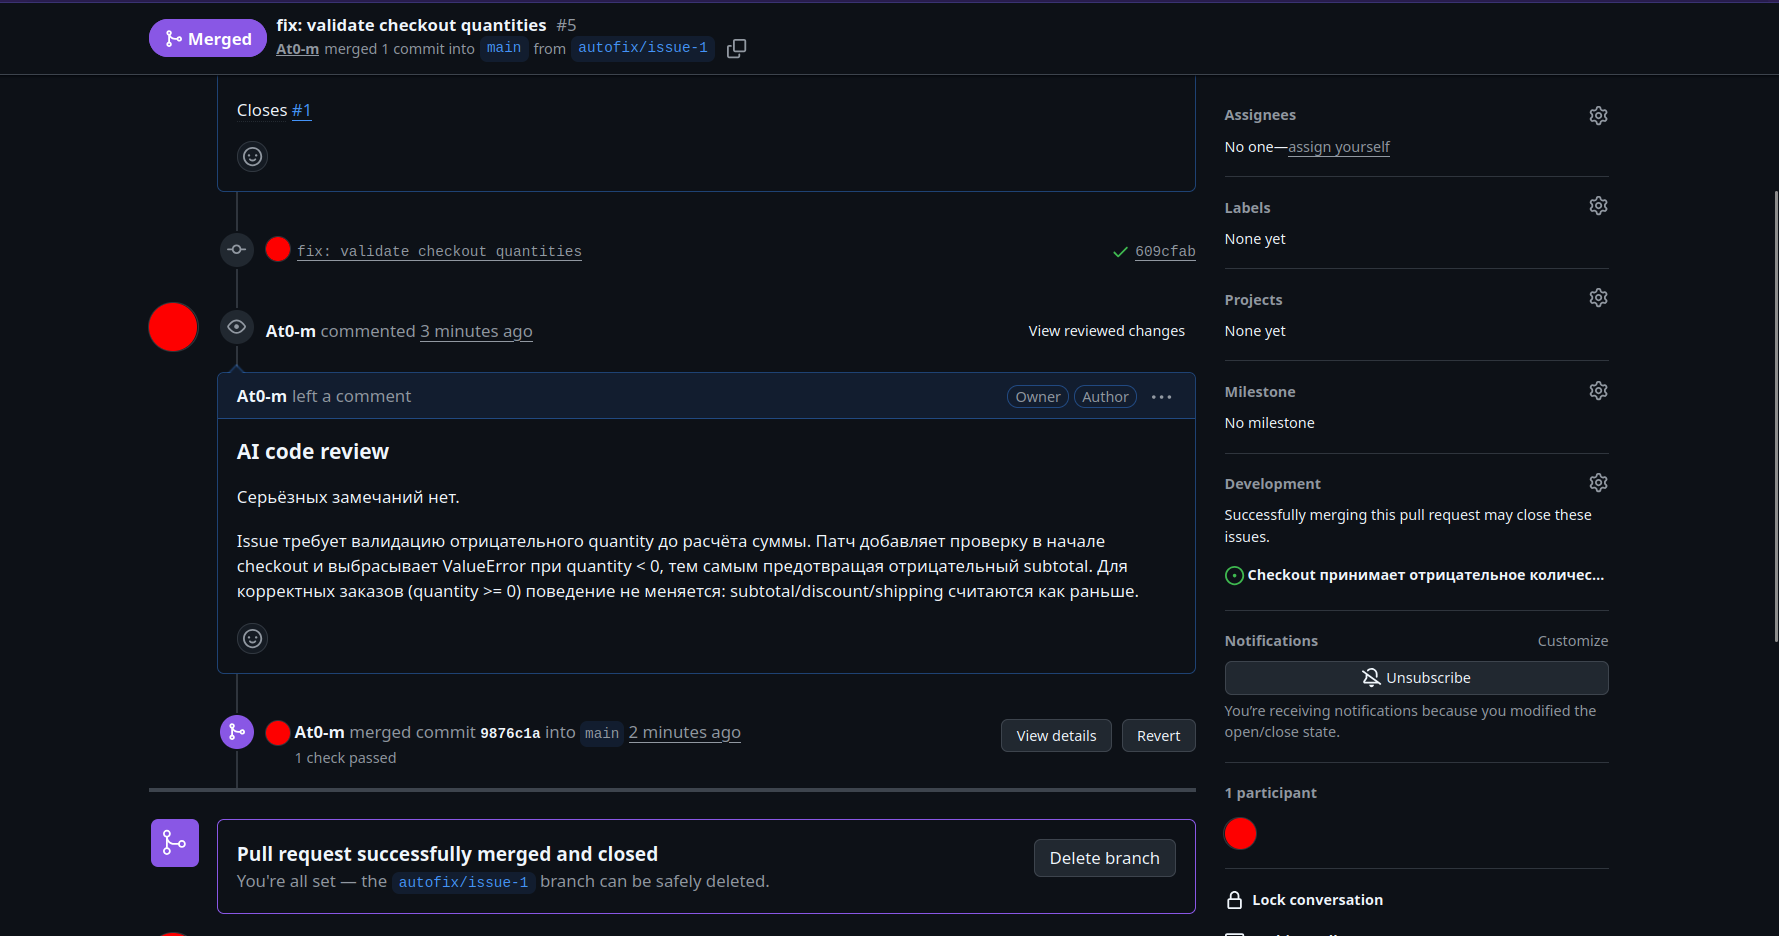 Merged
fix: validate checkout quantities #5
At0-m merged 1 commit into main from autofix/issue-1
Closes #1
fix: validate checkout quantities
609cfab
At0-m commented 3 minutes ago
View reviewed changes
At0-m left a comment
Owner
Author
AI code review
Серьёзных замечаний нет.
Issue требует валидацию отрицательного quantity до расчёта суммы. Патч добавляет проверку в начале
checkout и выбрасывает ValueError при quantity < 0, тем самым предотвращая отрицательный subtotal. Для
корректных заказов (quantity >= 0) поведение не меняется: subtotal/discount/shipping считаются как раньше.
At0-m merged commit 9876c1a into main 2 minutes ago
1 check passed
View details
Revert
Pull request successfully merged and closed
You're all set — the autofix/issue-1 branch can be safely deleted.
Delete branch
Assignees
No one—assign yourself
Labels
None yet
Projects
None yet
Milestone
No milestone
Development
Successfully merging this pull request may close these
issues.
Checkout принимает отрицательное количес...
Notifications
Customize
Unsubscribe
You're receiving notifications because you modified the
open/close state.
1 participant
Lock conversation